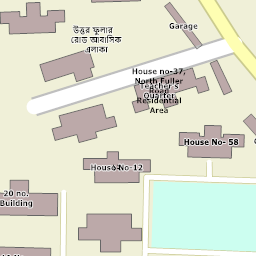 Garage
উত্তর ফুলার
রোড আবাসিক
এলাকা
House no-37,
North Fuller
Road
Teacher's
Quarter
Residential
Area
House No- 58
House No-12
20 no.
Building